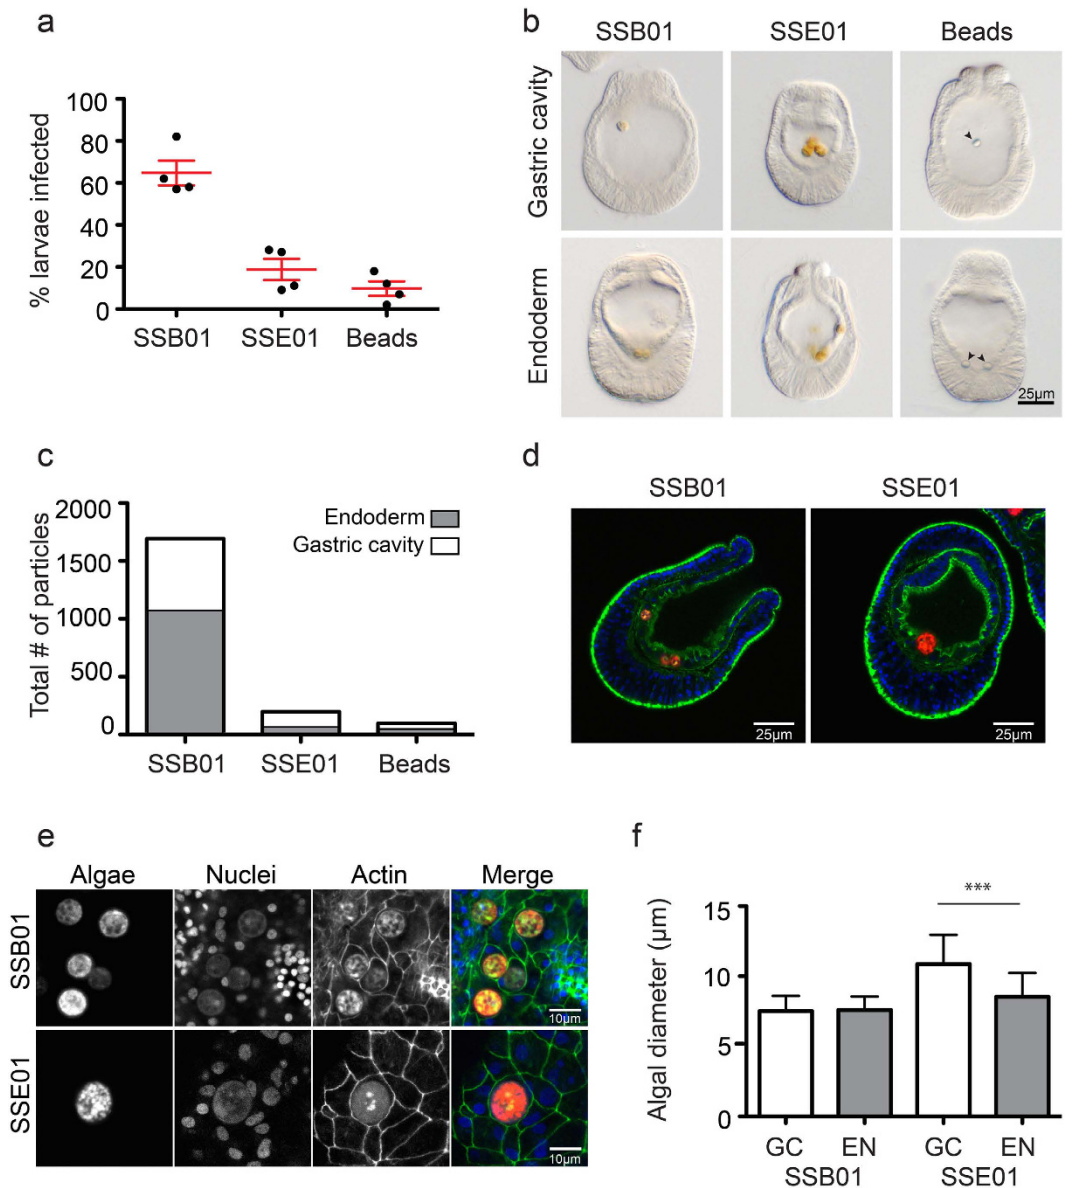 a
% larvae infected
100
80
60
40
20
0
SSB01 SSE01 Beads
b
SSB01 SSE01 Beads
Gastric cavity
Endoderm
25µm
c
Total # of particles
2000
1500
1000
500
0
Endoderm
Gastric cavity
SSB01 SSE01 Beads
d
SSB01 SSE01
25µm 25µm
e
Algae Nuclei Actin Merge
SSB01
10µm
SSE01
10µm
f
Algal diameter (µm)
15
10
5
0
***
GC EN GC EN
SSB01 SSE01